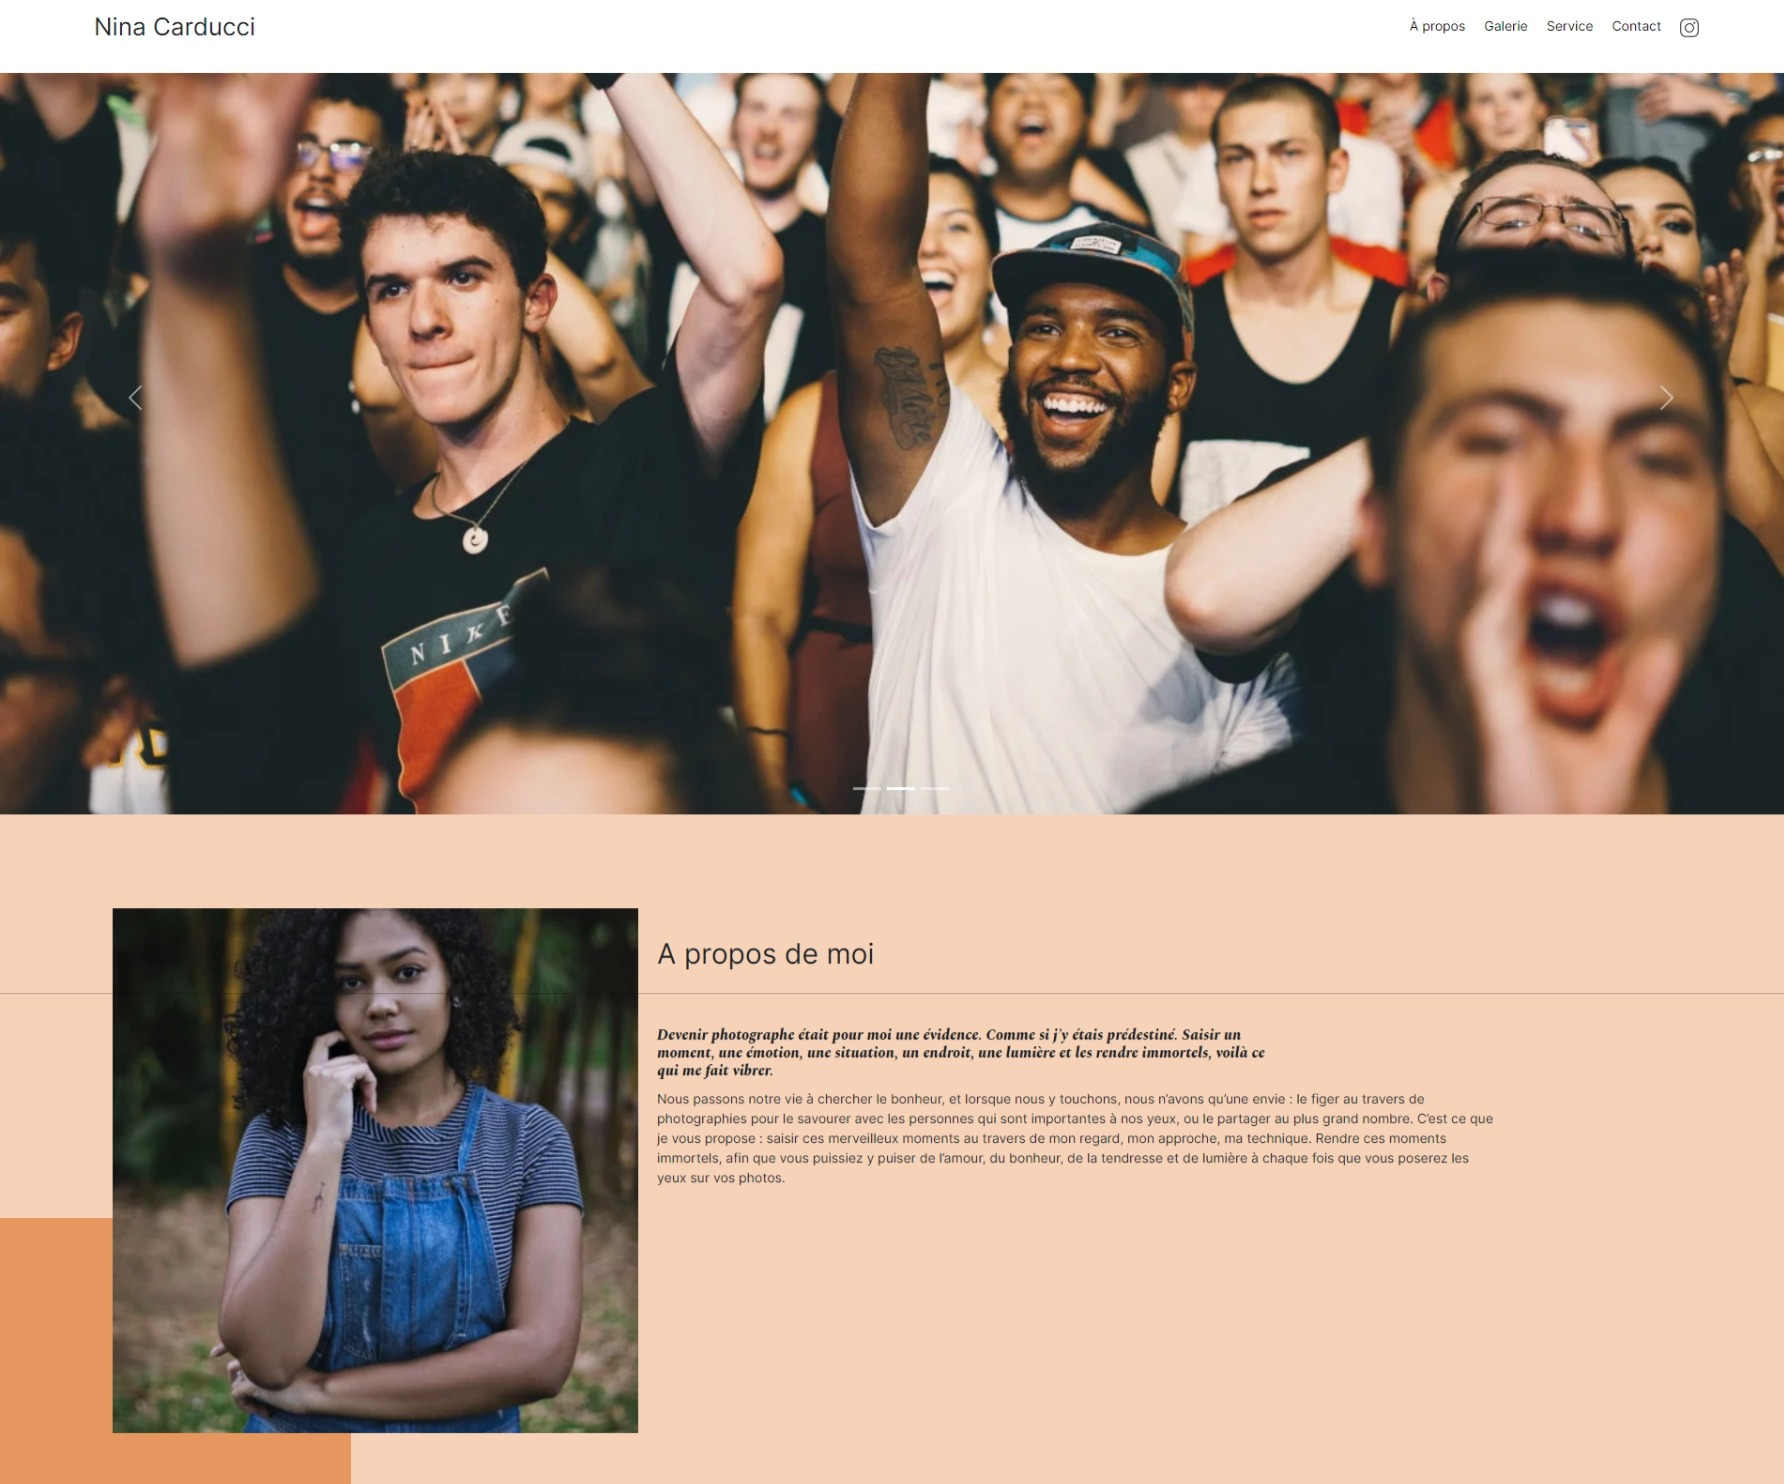 Nina Carducci
À propos Galerie Service Contact
NIKE
A propos de moi
Devenir photographe était pour moi une évidence. Comme si j'y étais prédestiné. Saisir un
moment, une émotion, une situation, un endroit, une lumière et les rendre immortels, voilà ce
qui me fait vibrer.
Nous passons notre vie à chercher le bonheur, et lorsque nous y touchons, nous n’avons qu’une envie : le figer au travers de
photographies pour le savourer avec les personnes qui sont importantes à nos yeux, ou le partager au plus grand nombre. C’est ce que
je vous propose : saisir ces merveilleux moments au travers de mon regard, mon approche, ma technique. Rendre ces moments
immortels, afin que vous puissiez y puiser de l’amour, du bonheur, de la tendresse et de lumière à chaque fois que vous poserez les
yeux sur vos photos.